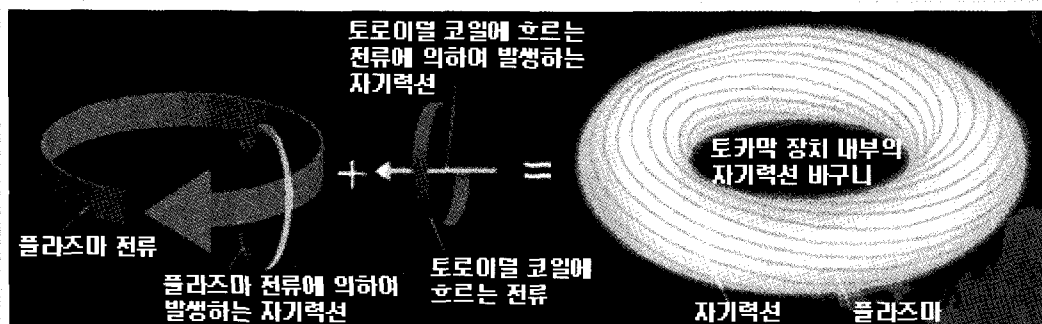 토로이덜 코일에 흐르는
전류에 의하여 발생하는
자기력선
+
=
토카막 장치 내부의
자기력선 바구니
플라즈마 전류
플라즈마 전류에 의하여
발생하는 자기력선
토로이덜 코일에
흐르는 전류
자기력선
플라즈마